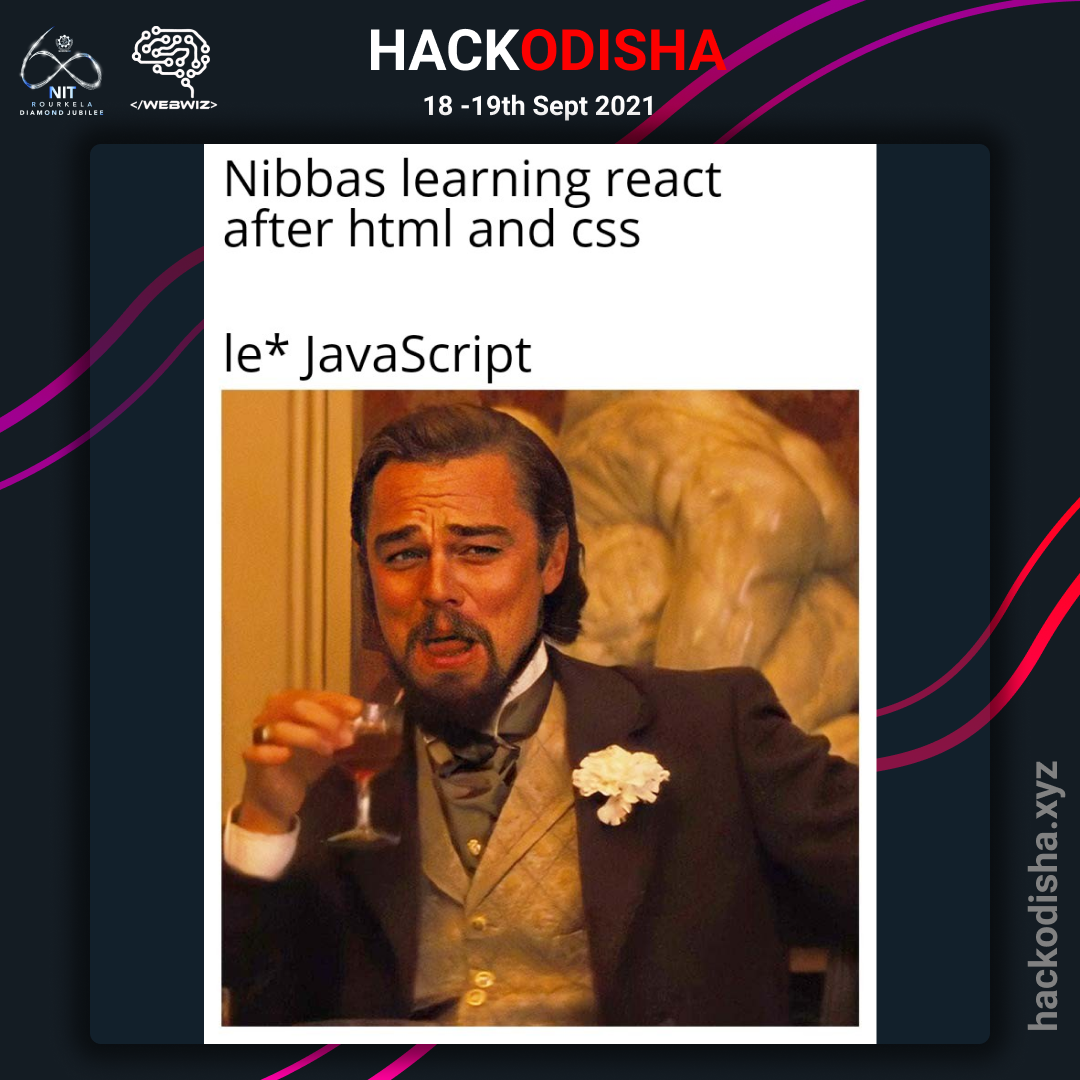 NIT
ROURKELA
DIAMOND JUBILEE
</WEBWIZ>
HACKODISHA
18 -19th Sept 2021
Nibbas learning react
after html and css
le* JavaScript
hackodisha.xyz